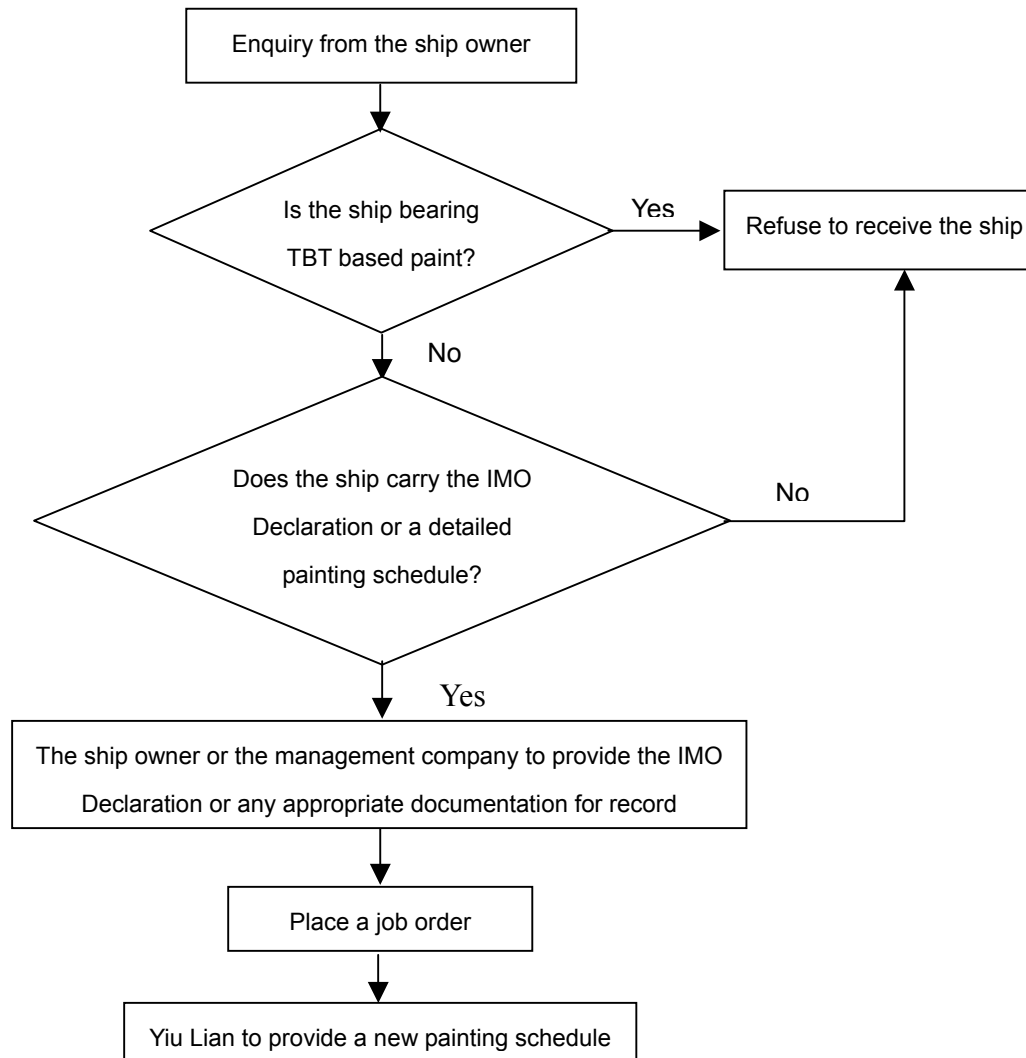 Enquiry from the ship owner
Is the ship bearing
TBT based paint?
Yes
Refuse to receive the ship
No
Does the ship carry the IMO
Declaration or a detailed
painting schedule?
No
Yes
The ship owner or the management company to provide the IMO
Declaration or any appropriate documentation for record
Place a job order
Yiu Lian to provide a new painting schedule